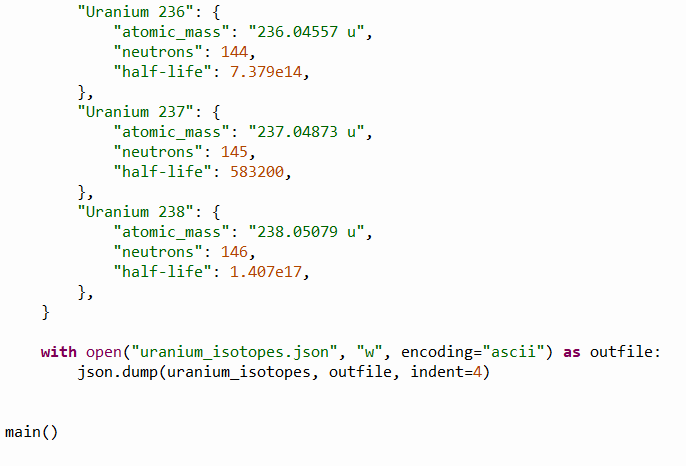 "Uranium 236": {
            "atomic_mass": "236.04557 u",
            "neutrons": 144,
            "half-life": 7.379e14,
        },
        "Uranium 237": {
            "atomic_mass": "237.04873 u",
            "neutrons": 145,
            "half-life": 583200,
        },
        "Uranium 238": {
            "atomic_mass": "238.05079 u",
            "neutrons": 146,
            "half-life": 1.407e17,
        },
    }

    with open("uranium_isotopes.json", "w", encoding="ascii") as outfile:
        json.dump(uranium_isotopes, outfile, indent=4)


main()